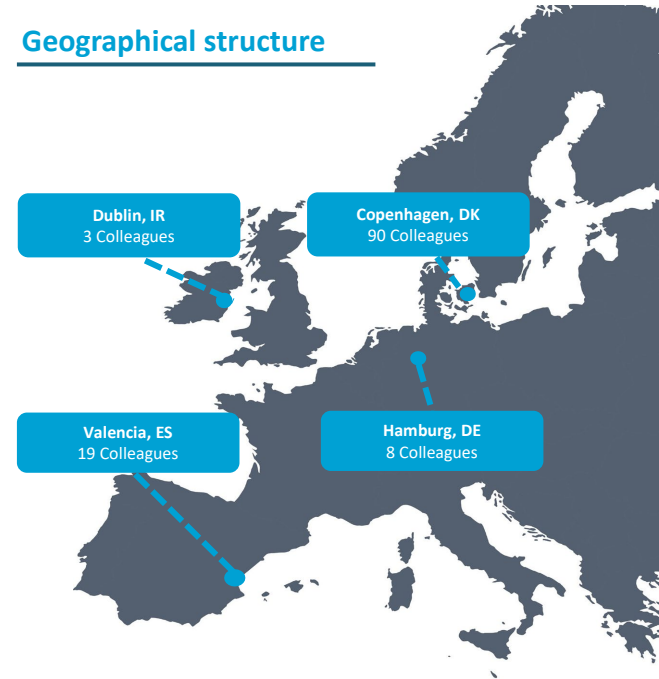 Geographical structure
Dublin, IR
3 Colleagues
Copenhagen, DK
90 Colleagues
Valencia, ES
19 Colleagues
Hamburg, DE
8 Colleagues